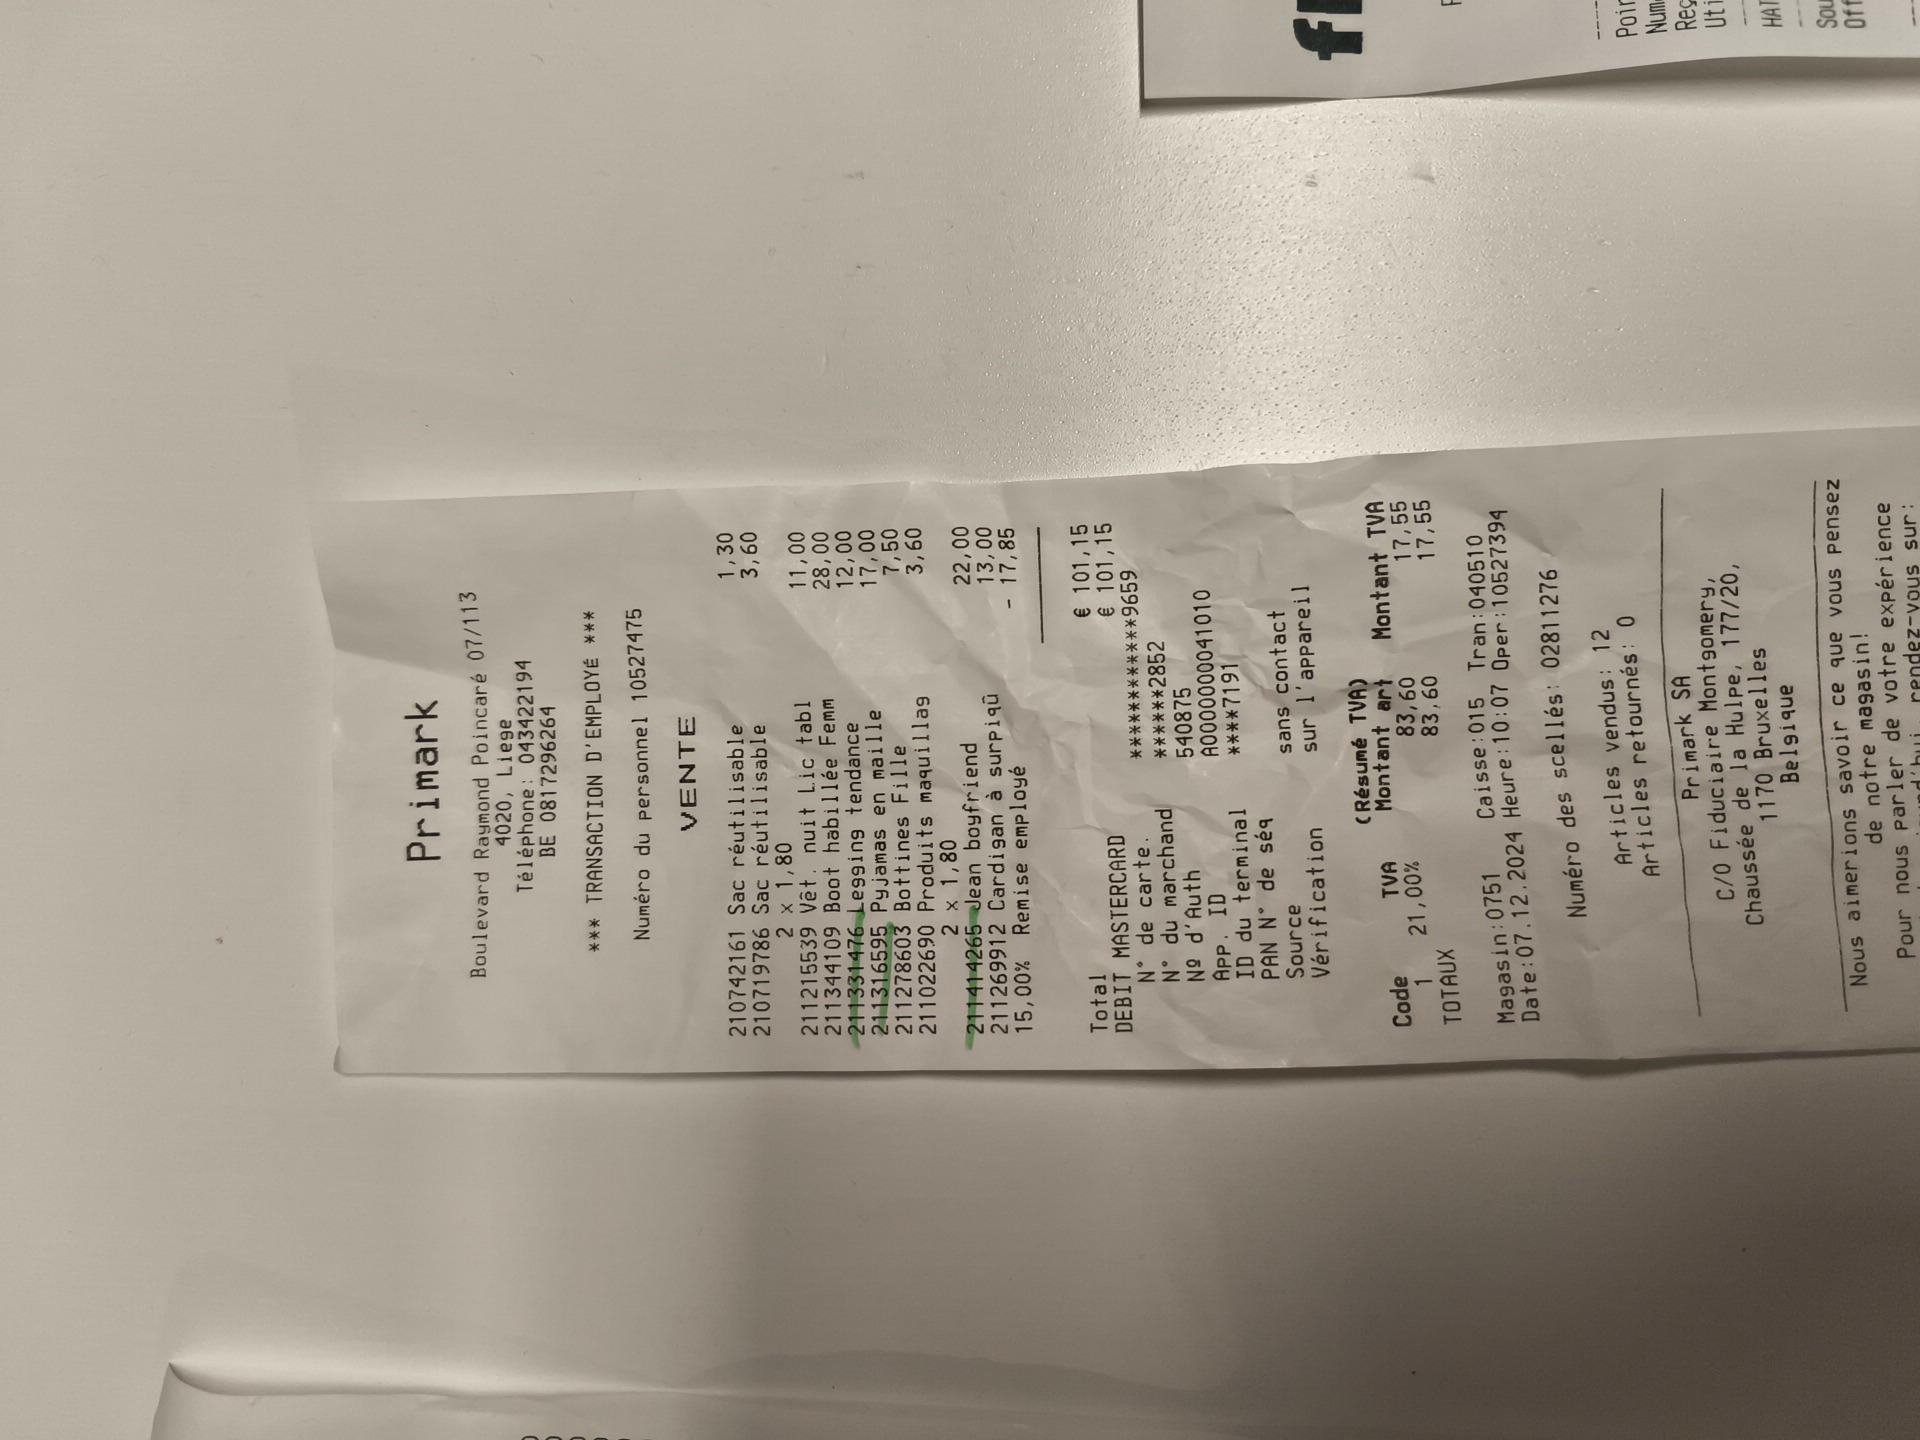 Primark
Boulevard Raymond Poincaré 07/113
4020, Liege
Téléphone: 043422194
BE 0817296264
*** TRANSACTION D'EMPLOYÉ ***
Numéro du personnel 10527475
VENTE
210742161 Sac réutilisable 1,30
210719786 Sac réutilisable 3,60
2 x 1,80
211215539 Vêt. nuit Lic tabl 11,00
211344109 Boot habillée Femm 28,00
211331476 Legging tendance 12,00
211316595 Pyjamas en maille 17,00
211278603 Bottines Fille 7,50
211022690 Produits maquillag 3,60
2 x 1,80
211414265 Jean boyfriend 22,00
211269912 Cardigan à surpiqû 13,00
15,00% Remise employé - 17,85
Total € 101,15
DEBIT MASTERCARD € 101,15
N° de carte. ************9659
N° du marchand ******2852
Nº d'Auth 540875
App. ID A0000000041010
ID du terminal ****7191
PAN N° de séq
Source sans contact
Vérification sur l'appareil
(Résumé TVA)
Code TVA Montant art Montant TVA
1 21,00% 83,60 17,55
TOTAUX 83,60 17,55
Magasin:0751 Caisse:015 Tran:040510
Date:07.12.2024 Heure:10:07 Oper:10527394
Numéro des scellés: 02811276
Articles vendus: 12
Articles retournés: 0
Primark SA
C/O Fiduciaire Montgomery,
Chaussée de la Hulpe, 177/20,
1170 Bruxelles
Belgique
Nous aimerions savoir ce que vous pensez
de notre magasin!
Pour nous parler de votre expérience
rendez-vous sur: